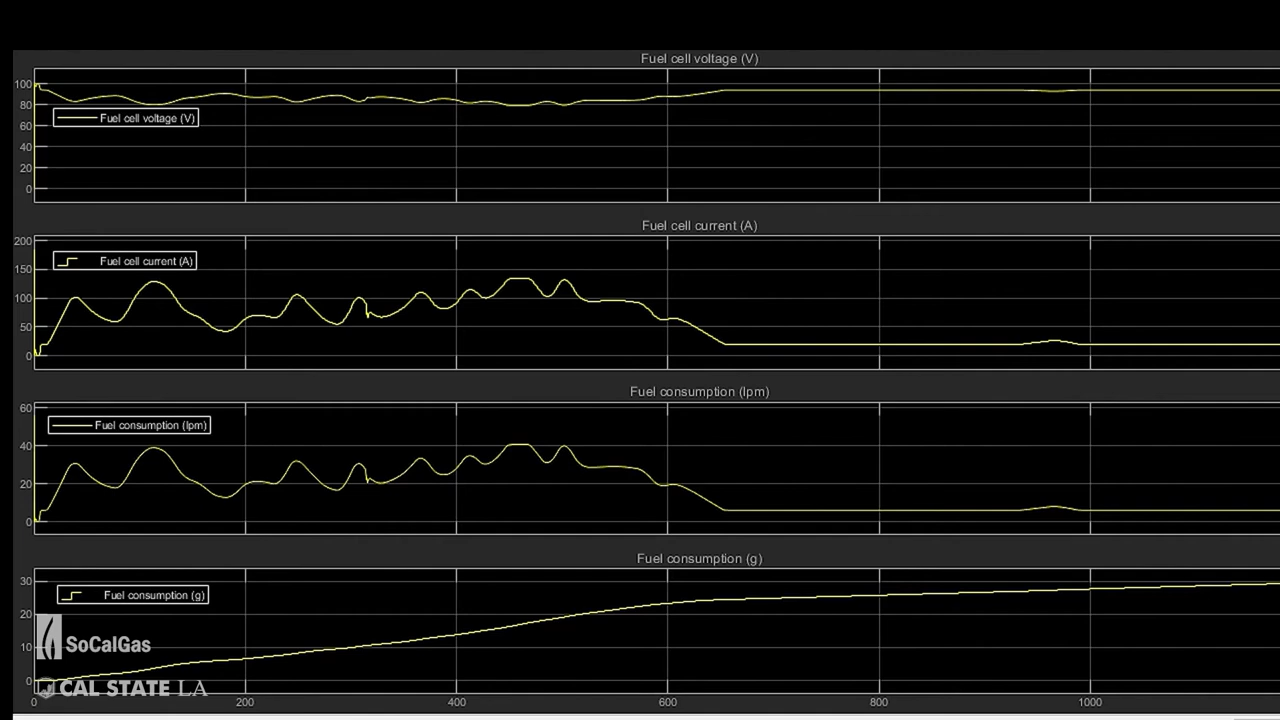 Fuel cell voltage (V)
100
80
60
40
20
0
Fuel cell voltage (V)
Fuel cell current (A)
200
150
100
50
0
Fuel cell current (A)
Fuel consumption (lpm)
60
40
20
0
Fuel consumption (lpm)
Fuel consumption (g)
30
20
10
0
Fuel consumption (g)
SoCalGas
CAL STATE LA
0 200 400 600 800 1000